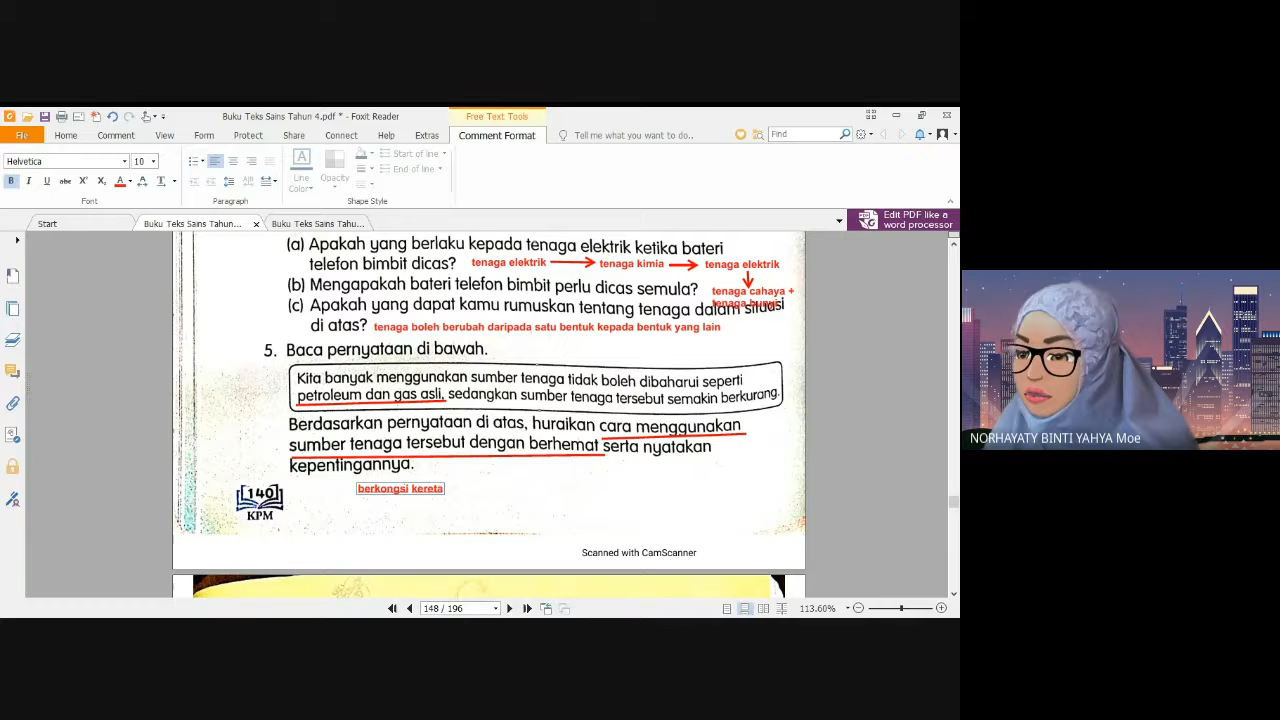 Buku Teks Sains Tahun 4.pdf * - Foxit Reader
Free Text Tools
File
Home
Comment
View
Form
Protect
Share
Connect
Help
Extras
Comment Format
Tell me what you want to do..
Find
Helvetica
10
Start of line
End of line
Line
Color
Opacity
B I U abc X² X₂ A A T
Font
Paragraph
Shape Style
Start
Buku Teks Sains Tahun...
Buku Teks Sains Tahu...
Edit PDF like a
word processor
(a) Apakah yang berlaku kepada tenaga elektrik ketika bateri
telefon bimbit dicas? tenaga elektrik → tenaga kimia → tenaga elektrik
(b) Mengapakah bateri telefon bimbit perlu dicas semula? tenaga cahaya +
tenaga bunyi
(c) Apakah yang dapat kamu rumuskan tentang tenaga dalam situasi
di atas? tenaga boleh berubah daripada satu bentuk kepada bentuk yang lain
5. Baca pernyataan di bawah.
Kita banyak menggunakan sumber tenaga tidak boleh dibaharui seperti
petroleum dan gas asli, sedangkan sumber tenaga tersebut semakin berkurang.
Berdasarkan pernyataan di atas, huraikan cara menggunakan
sumber tenaga tersebut dengan berhemat serta nyatakan
kepentingannya.
berkongsi kereta
140
KPM
Scanned with CamScanner
148 / 196
113.60%
NORHAYATY BINTI YAHYA Moe